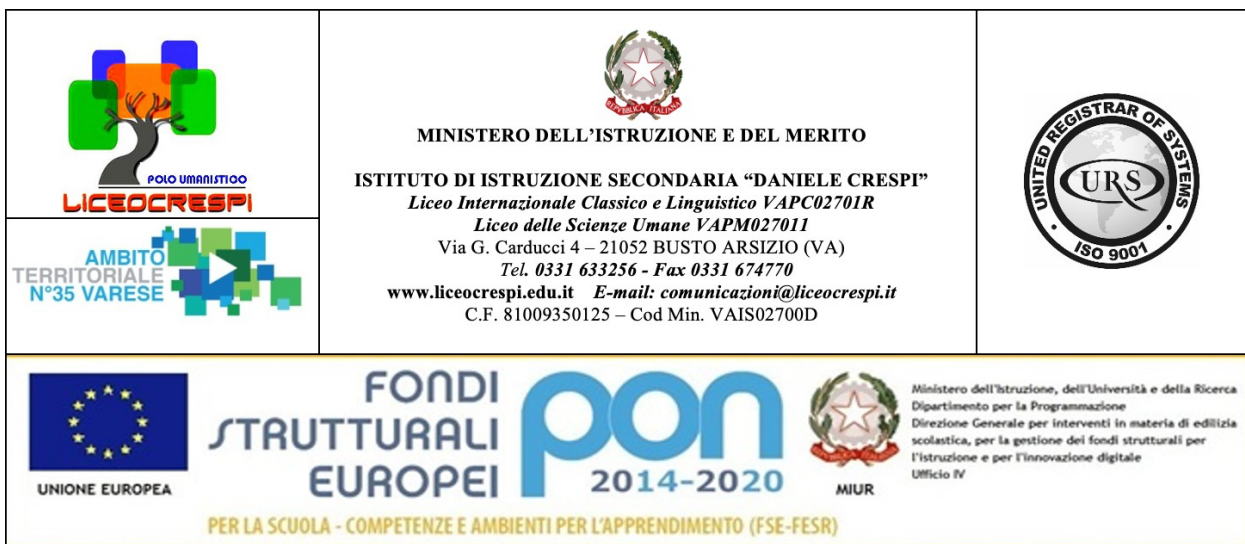 POLO UMANISTICO
LICEOCRESPI
AMBITO
TERRITORIALE
N°35 VARESE
REPVBBLICA ITALIANA
MINISTERO DELL'ISTRUZIONE E DEL MERITO
ISTITUTO DI ISTRUZIONE SECONDARIA “DANIELE CRESPI”
Liceo Internazionale Classico e Linguistico VAPC02701R
Liceo delle Scienze Umane VAPM027011
Via G. Carducci 4 – 21052 BUSTO ARSIZIO (VA)
Tel. 0331 633256 - Fax 0331 674770
www.liceocrespi.edu.it E-mail: comunicazioni@liceocrespi.it
C.F. 81009350125 – Cod Min. VAIS02700D
UNITED REGISTRAR OF SYSTEMS
URS
ISO 9001
UNIONE EUROPEA
FONDI
STRUTTURALI
EUROPEI
pon
2014-2020
MIUR
Ministero dell'Istruzione, dell'Università e della Ricerca
Dipartimento per la Programmazione
Direzione Generale per interventi in materia di edilizia
scolastica, per la gestione dei fondi strutturali per
l'istruzione e per l'innovazione digitale
Ufficio IV
PER LA SCUOLA - COMPETENZE E AMBIENTI PER L'APPRENDIMENTO (FSE-FESR)